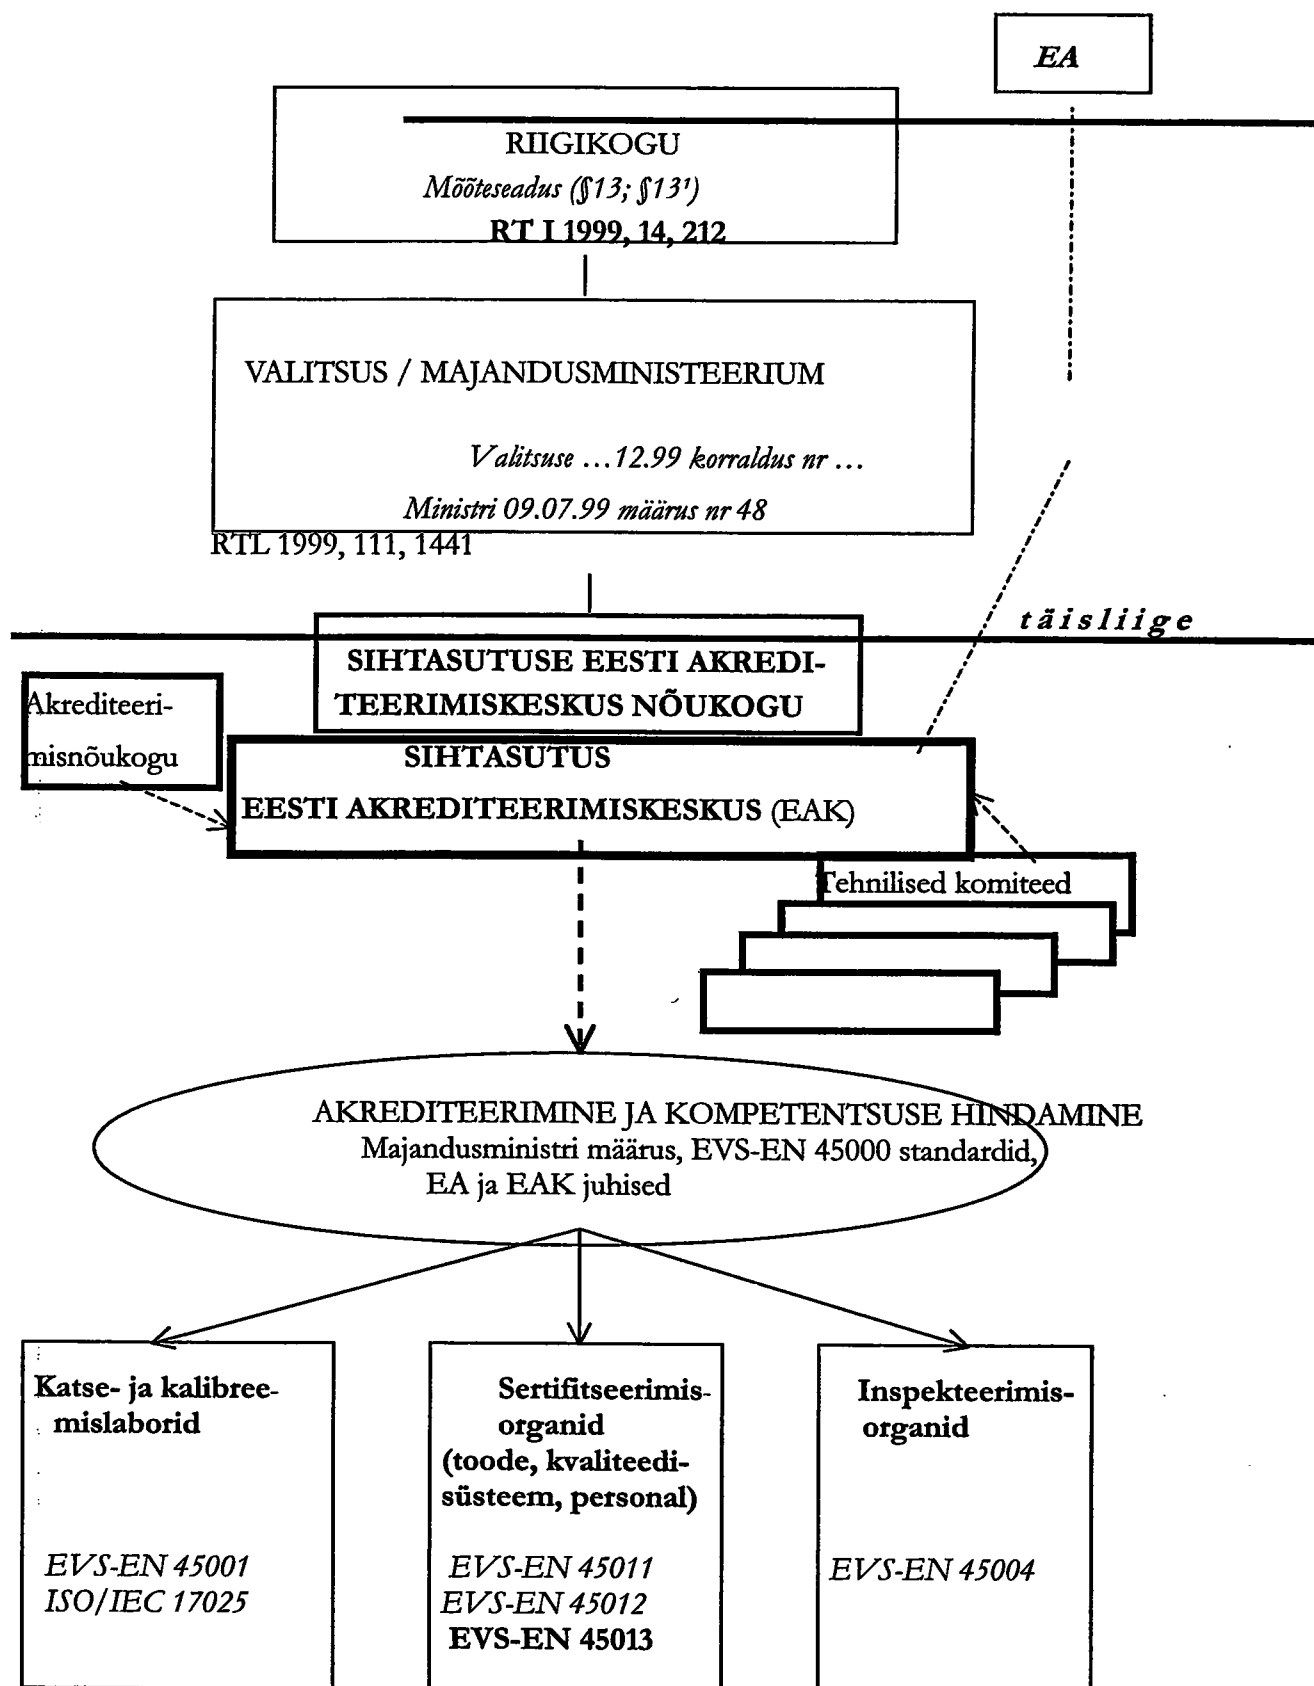 EA
RIIGIKOGU
Mõõteseadus (§13; §13¹)
RT I 1999, 14, 212
VALITSUS / MAJANDUSMINISTEERIUM
Valitsuse ...12.99 korraldus nr ...
Ministri 09.07.99 määrus nr 48
RTL 1999, 111, 1441
täisliige
SIHTASUTUSE EESTI AKREDI-
TEERIMISKESKUS NÕUKOGU
Akrediteeri-
misnõukogu
SIHTASUTUS
EESTI AKREDITEERIMISKESKUS (EAK)
Tehnilised komiteed
AKREDITEERIMINE JA KOMPETENTSUSE HINDAMINE
Majandusministri määrus, EVS-EN 45000 standardid,
EA ja EAK juhised
Katse- ja kalibree-
mislaborid
EVS-EN 45001
ISO/IEC 17025
Sertifitseerimis-
organid
(toode, kvaliteedi-
süsteem, personal)
EVS-EN 45011
EVS-EN 45012
EVS-EN 45013
Inspekteerimis-
organid
EVS-EN 45004